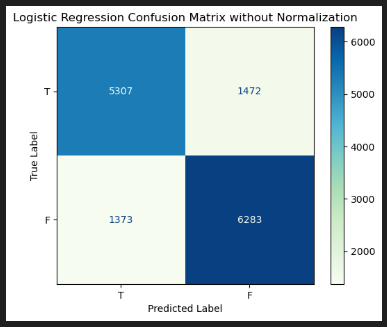 Logistic Regression Confusion Matrix without Normalization
6000
T
5307
1472
5000
True Label
4000
3000
F
1373
6283
2000
T
F
Predicted Label